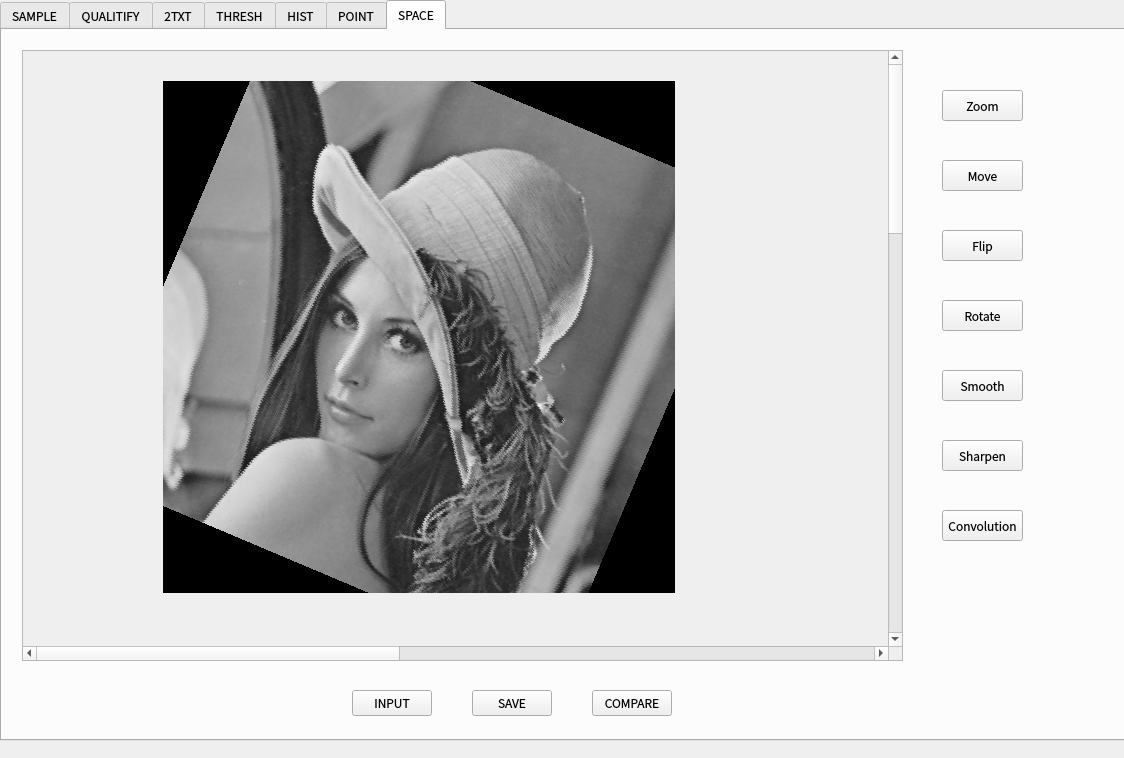 SAMPLE QUALITIFY 2TXT THRESH HIST POINT SPACE
Zoom
Move
Flip
Rotate
Smooth
Sharpen
Convolution
INPUT SAVE COMPARE